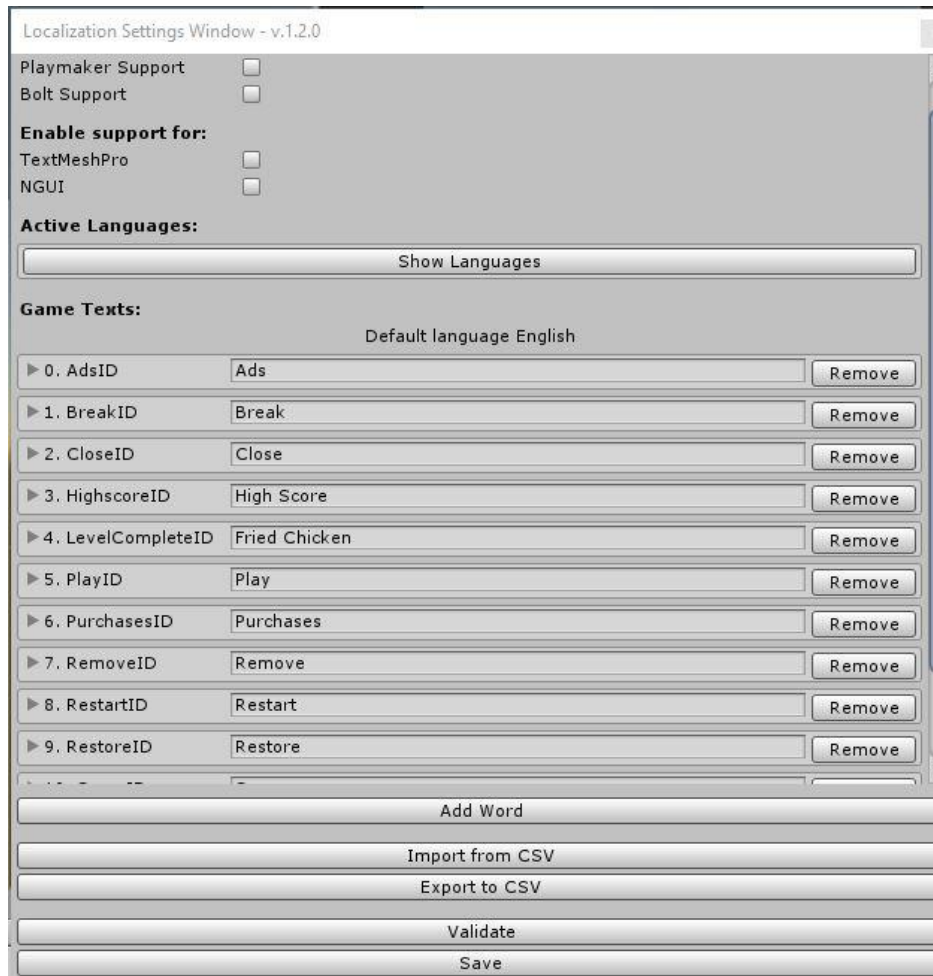 Localization Settings Window - v.1.2.0
Playmaker Support
Bolt Support
Enable support for:
TextMeshPro
NGUI
Active Languages:
Show Languages
Game Texts:
Default language English
0. AdsID Ads Remove
1. BreakID Break Remove
2. CloseID Close Remove
3. HighscoreID High Score Remove
4. LevelCompleteID Fried Chicken Remove
5. PlayID Play Remove
6. PurchasesID Purchases Remove
7. RemoveID Remove Remove
8. RestartID Restart Remove
9. RestoreID Restore Remove
Add Word
Import from CSV
Export to CSV
Validate
Save